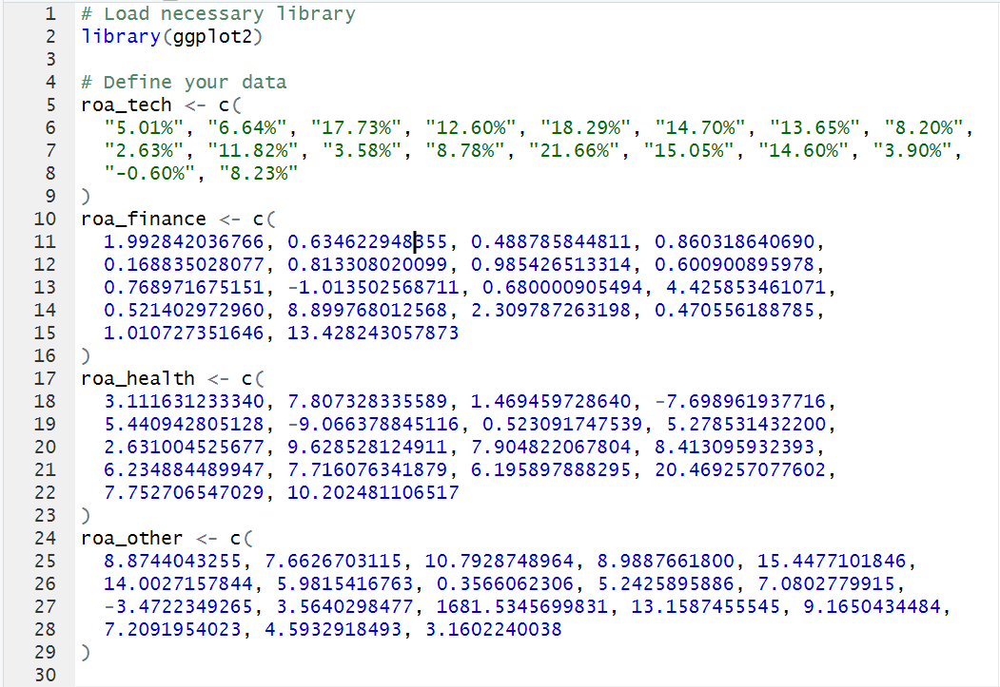 1 # Load necessary library
2 library(ggplot2)
3
4 # Define your data
5 roa_tech <- c(
6   "5.01%", "6.64%", "17.73%", "12.60%", "18.29%", "14.70%", "13.65%", "8.20%",
7   "2.63%", "11.82%", "3.58%", "8.78%", "21.66%", "15.05%", "14.60%", "3.90%",
8   "-0.60%", "8.23%"
9 )
10 roa_finance <- c(
11   1.992842036766, 0.634622948355, 0.488785844811, 0.860318640690,
12   0.168835028077, 0.813308020099, 0.985426513314, 0.600900895978,
13   0.768971675151, -1.013502568711, 0.680000905494, 4.425853461071,
14   0.521402972960, 8.899768012568, 2.309787263198, 0.470556188785,
15   1.010727351646, 13.428243057873
16 )
17 roa_health <- c(
18   3.111631233340, 7.807328335589, 1.469459728640, -7.698961937716,
19   5.440942805128, -9.066378845116, 0.523091747539, 5.278531432200,
20   2.631004525677, 9.628528124911, 7.904822067804, 8.413095932393,
21   6.234884489947, 7.716076341879, 6.195897888295, 20.469257077602,
22   7.752706547029, 10.202481106517
23 )
24 roa_other <- c(
25   8.8744043255, 7.6626703115, 10.7928748964, 8.9887661800, 15.4477101846,
26   14.0027157844, 5.9815416763, 0.3566062306, 5.2425895886, 7.0802779915,
27   -3.4722349265, 3.5640298477, 1681.5345699831, 13.1587455545, 9.1650434484,
28   7.2091954023, 4.5932918493, 3.1602240038
29 )
30